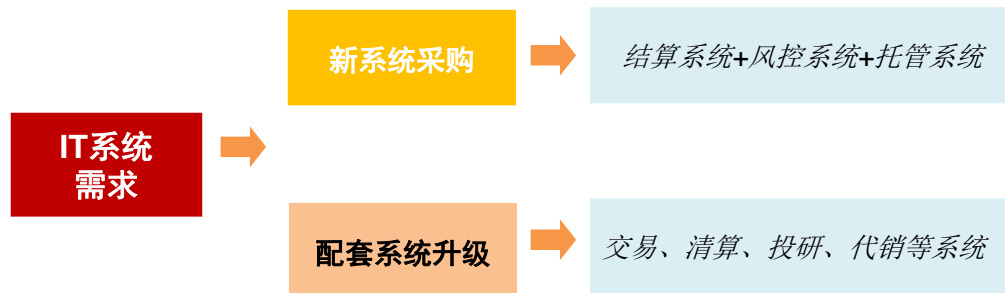 新系统采购
结算系统+风控系统+托管系统
IT系统
需求
配套系统升级
交易、清算、投研、代销等系统